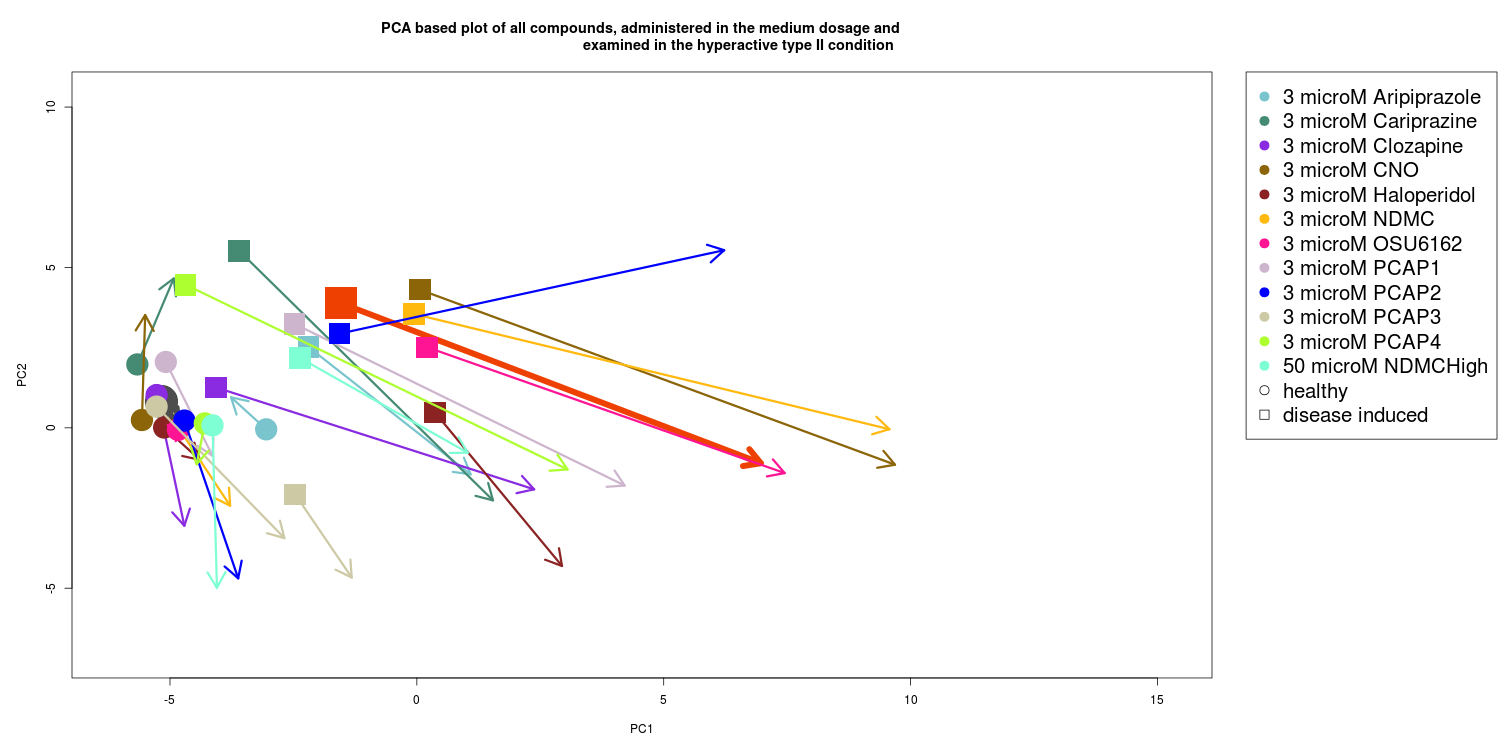 PCA based plot of all compounds, administered in the medium dosage and
examined in the hyperactive type II condition
10
5
0
-5
PC2
-5
0
5
10
15
PC1
3 microM Aripiprazole
3 microM Cariprazine
3 microM Clozapine
3 microM CNO
3 microM Haloperidol
3 microM NDMC
3 microM OSU6162
3 microM PCAP1
3 microM PCAP2
3 microM PCAP3
3 microM PCAP4
50 microM NDMCHigh
healthy
disease induced